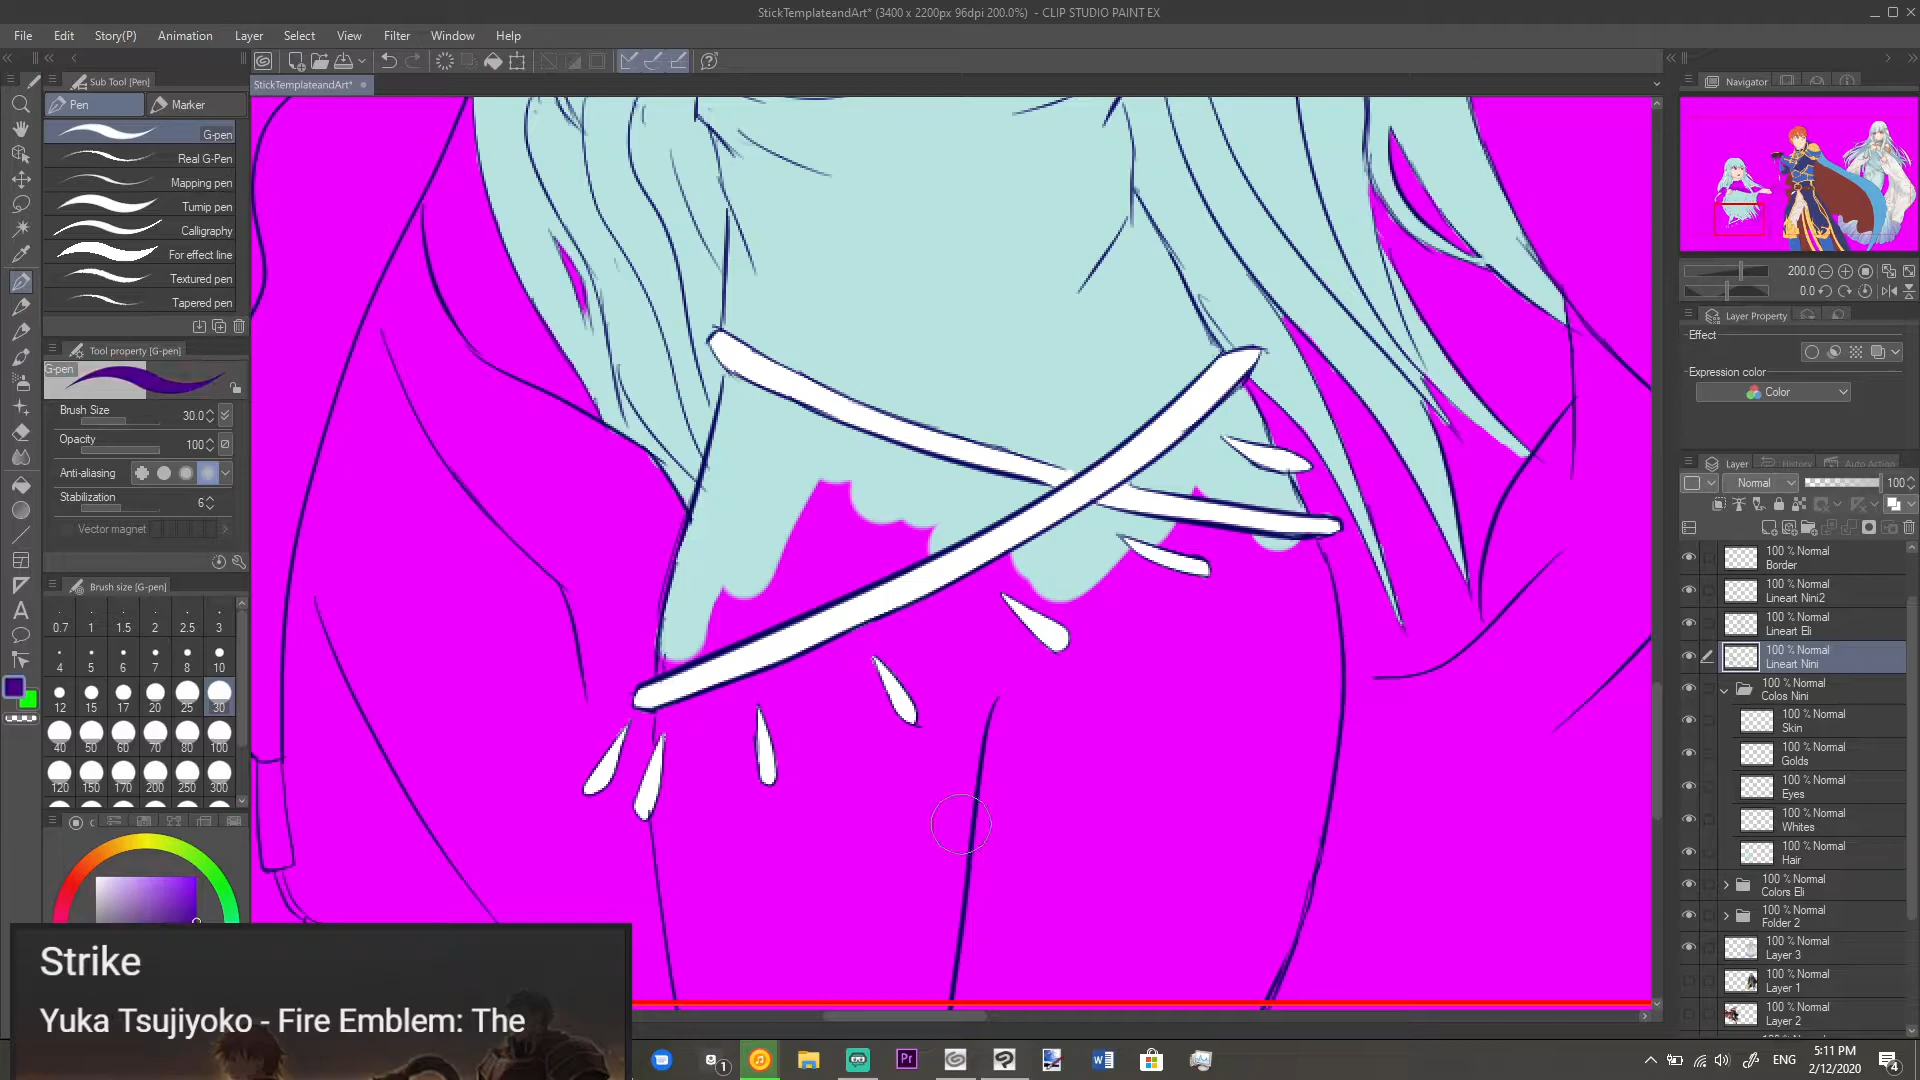 StickTemplateandArt* (3400 x 2200px 96dpi 200.0%) - CLIP STUDIO PAINT EX
File Edit Story(P) Animation Layer Select View Filter Window Help
Sub Tool [Pen]
StickTemplateandArt*
Navigator
Pen Marker
G-pen
Real G-Pen
Mapping pen
Turnip pen
Calligraphy
For effect line
Textured pen
Tapered pen
200.0
0.0
Layer Property
Effect
Expression color
Color
Tool property [G-pen]
G-pen
Brush Size 30.0
Opacity 100
Anti-aliasing
Stabilization 6
Vector magnet
Layer History Auto Action
Normal 100
Brush size [G-pen]
0.7 1 1.5 2 2.5 3
4 5 6 7 8 10
12 15 17 20 25 30
40 50 60 70 80 100
120 150 170 200 250 300
100 % Normal
Border
100 % Normal
Lineart Nini2
100 % Normal
Lineart Eli
100 % Normal
Lineart Nini
100 % Normal
Colos Nini
100 % Normal
Skin
100 % Normal
Golds
100 % Normal
Eyes
100 % Normal
Whites
100 % Normal
Hair
100 % Normal
Colors Eli
100 % Normal
Folder 2
100 % Normal
Layer 3
100 % Normal
Layer 1
100 % Normal
Layer 2
Strike
Yuka Tsujiyoko - Fire Emblem: The
1
Pr
ENG
5:11 PM
2/12/2020
4